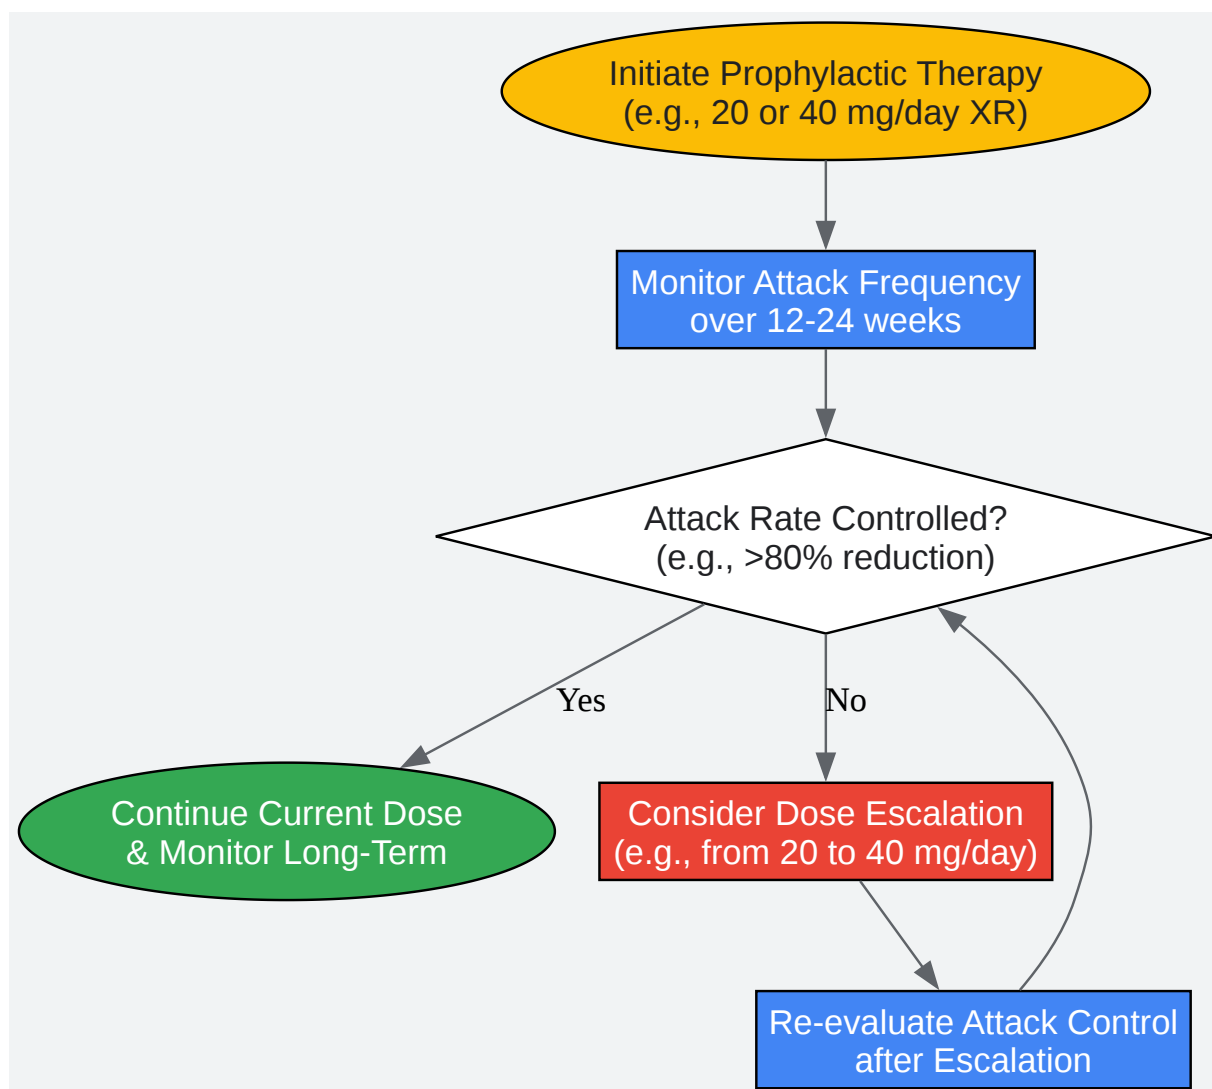 Initiate Prophylactic Therapy
(e.g., 20 or 40 mg/day XR)
Monitor Attack Frequency
over 12-24 weeks
Attack Rate Controlled?
(e.g., >80% reduction)
Yes
No
Continue Current Dose
& Monitor Long-Term
Consider Dose Escalation
(e.g., from 20 to 40 mg/day)
Re-evaluate Attack Control
after Escalation